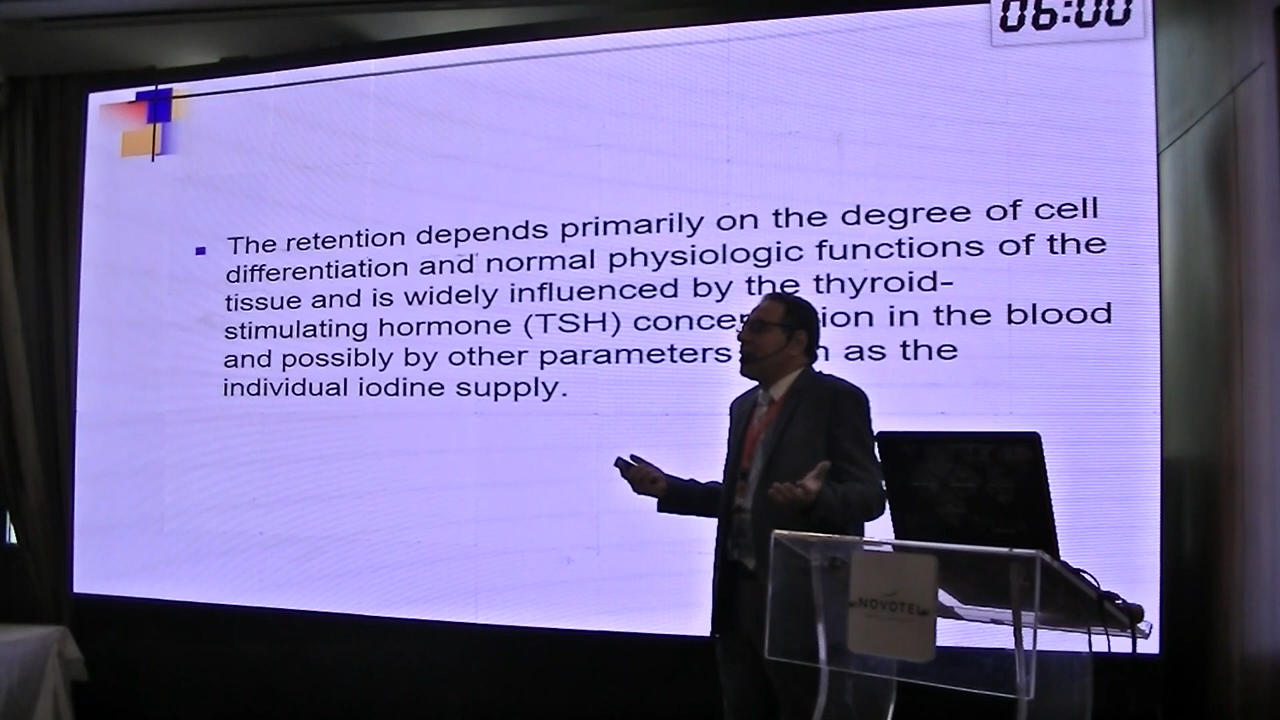 06:00
The retention depends primarily on the degree of cell
differentiation and normal physiologic functions of the
tissue and is widely influenced by the thyroid-
stimulating hormone (TSH) in the blood
and possibly by other parameters as the
individual iodine supply.
NOVOTEL